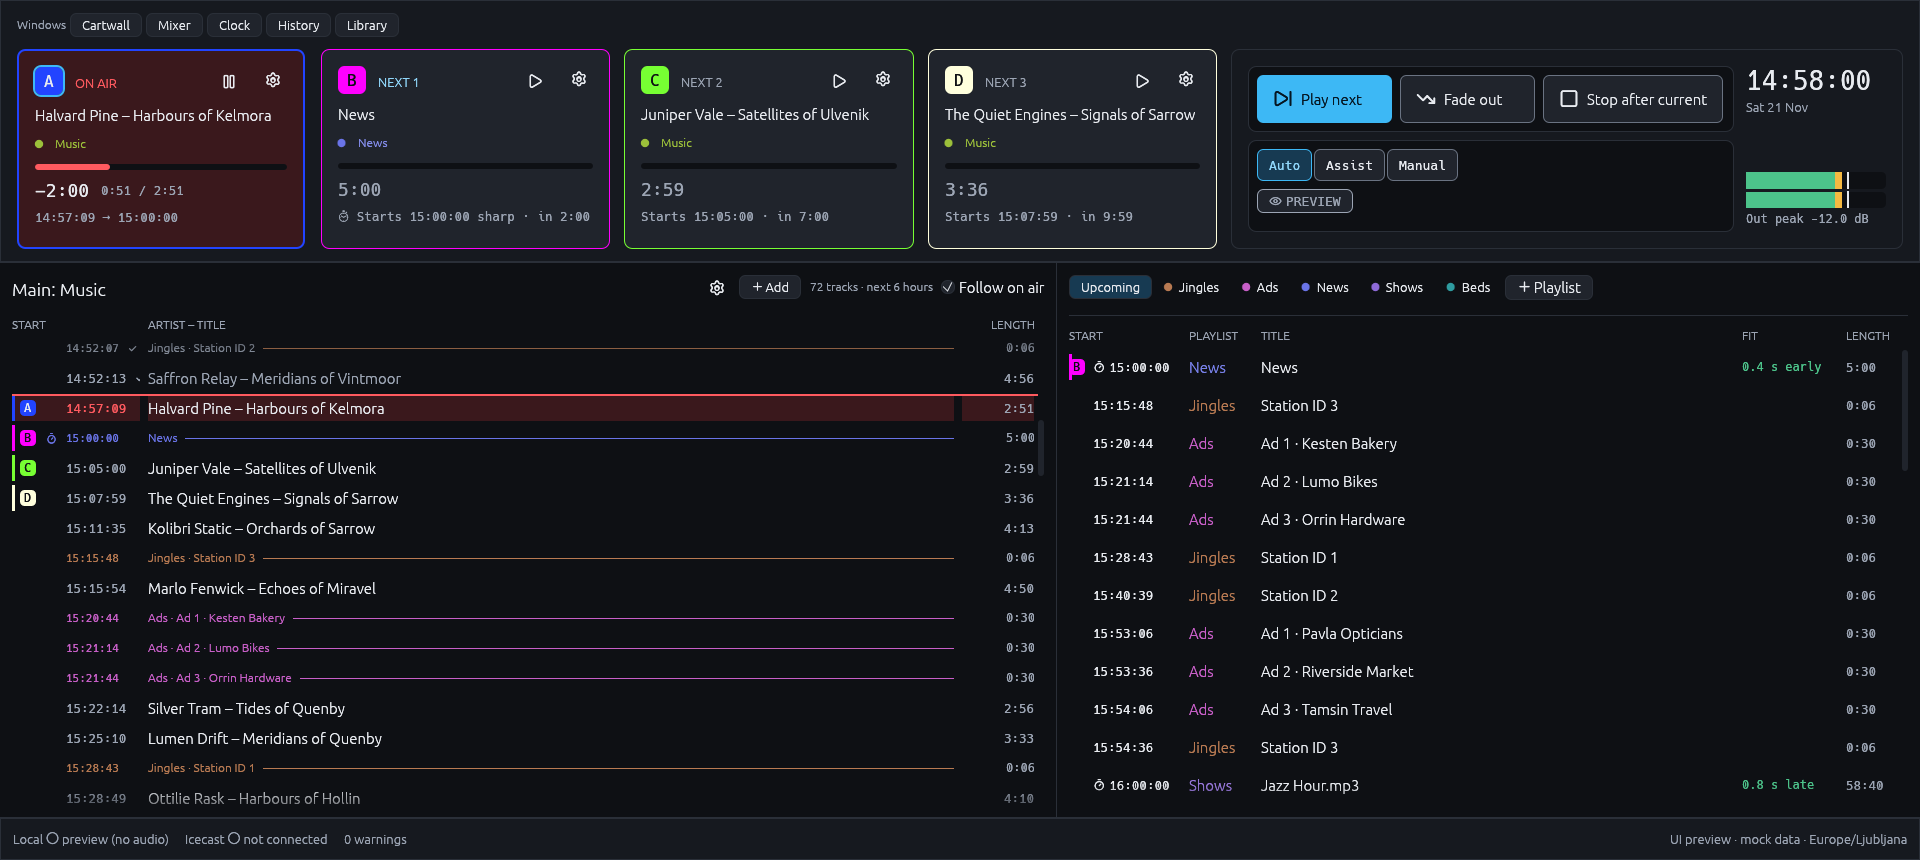 Windows Cartwall Mixer Clock History Library
A ON AIR
Halvard Pine – Harbours of Kelmora
Music
−2:00 0:51 / 2:51
14:57:09 → 15:00:00
B NEXT 1
News
News
5:00
Starts 15:00:00 sharp · in 2:00
C NEXT 2
Juniper Vale – Satellites of Ulvenik
Music
2:59
Starts 15:05:00 · in 7:00
D NEXT 3
The Quiet Engines – Signals of Sarrow
Music
3:36
Starts 15:07:59 · in 9:59
Play next Fade out Stop after current
Auto Assist Manual
PREVIEW
14:58:00
Sat 21 Nov
Out peak -12.0 dB
Main: Music + Add 72 tracks · next 6 hours Follow on air
START ARTIST – TITLE LENGTH
14:52:07 Jingles · Station ID 2 0:06
14:52:13 Saffron Relay – Meridians of Vintmoor 4:56
A 14:57:09 Halvard Pine – Harbours of Kelmora 2:51
B 15:00:00 News 5:00
C 15:05:00 Juniper Vale – Satellites of Ulvenik 2:59
D 15:07:59 The Quiet Engines – Signals of Sarrow 3:36
15:11:35 Kolibri Static – Orchards of Sarrow 4:13
15:15:48 Jingles · Station ID 3 0:06
15:15:54 Marlo Fenwick – Echoes of Miravel 4:50
15:20:44 Ads · Ad 1 · Kesten Bakery 0:30
15:21:14 Ads · Ad 2 · Lumo Bikes 0:30
15:21:44 Ads · Ad 3 · Orrin Hardware 0:30
15:22:14 Silver Tram – Tides of Quenby 2:56
15:25:10 Lumen Drift – Meridians of Quenby 3:33
15:28:43 Jingles · Station ID 1 0:06
15:28:49 Ottilie Rask – Harbours of Hollin 4:10
Upcoming Jingles Ads News Shows Beds + Playlist
START PLAYLIST TITLE FIT LENGTH
B 15:00:00 News News 0.4 s early 5:00
15:15:48 Jingles Station ID 3 0:06
15:20:44 Ads Ad 1 · Kesten Bakery 0:30
15:21:14 Ads Ad 2 · Lumo Bikes 0:30
15:21:44 Ads Ad 3 · Orrin Hardware 0:30
15:28:43 Jingles Station ID 1 0:06
15:40:39 Jingles Station ID 2 0:06
15:53:06 Ads Ad 1 · Pavla Opticians 0:30
15:53:36 Ads Ad 2 · Riverside Market 0:30
15:54:06 Ads Ad 3 · Tamsin Travel 0:30
15:54:36 Jingles Station ID 3 0:06
16:00:00 Shows Jazz Hour.mp3 0.8 s late 58:40
Local preview (no audio) Icecast not connected 0 warnings
UI preview · mock data · Europe/Ljubljana